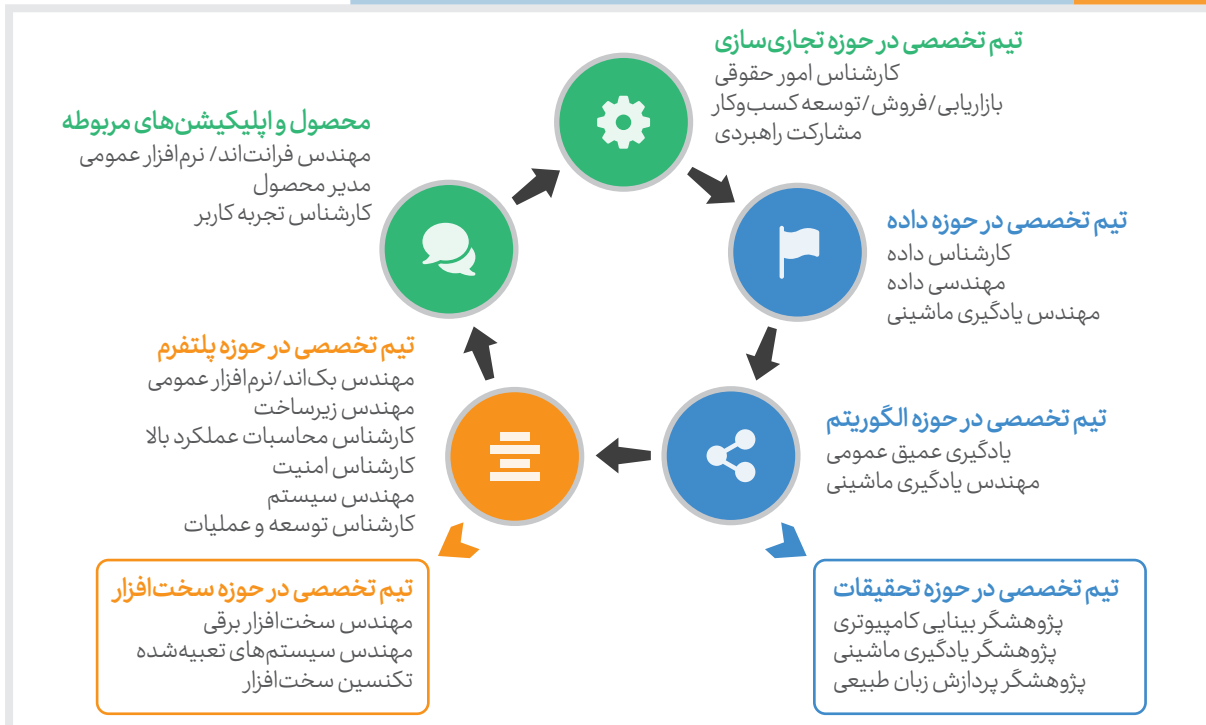 تیم تخصصی در حوزه تجاری‌سازی
کارشناس امور حقوقی
بازاریابی/فروش/توسعه کسب‌وکار
مشارکت راهبردی
تیم تخصصی در حوزه داده
کارشناس داده
مهندسی داده
مهندس یادگیری ماشینی
تیم تخصصی در حوزه الگوریتم
یادگیری عمیق عمومی
مهندس یادگیری ماشینی
تیم تخصصی در حوزه تحقیقات
پژوهشگر بینایی کامپیوتری
پژوهشگر یادگیری ماشینی
پژوهشگر پردازش زبان طبیعی
محصول و اپلیکیشن‌های مربوطه
مهندس فرانت‌اند/ نرم‌افزار عمومی
مدیر محصول
کارشناس تجربه کاربر
تیم تخصصی در حوزه پلتفرم
مهندس بک‌اند/نرم‌افزار عمومی
مهندس زیرساخت
کارشناس محاسبات عملکرد بالا
کارشناس امنیت
مهندس سیستم
کارشناس توسعه و عملیات
تیم تخصصی در حوزه سخت‌افزار
مهندس سخت‌افزار برقی
مهندس سیستم‌های تعبیه‌شده
تکنسین سخت‌افزار